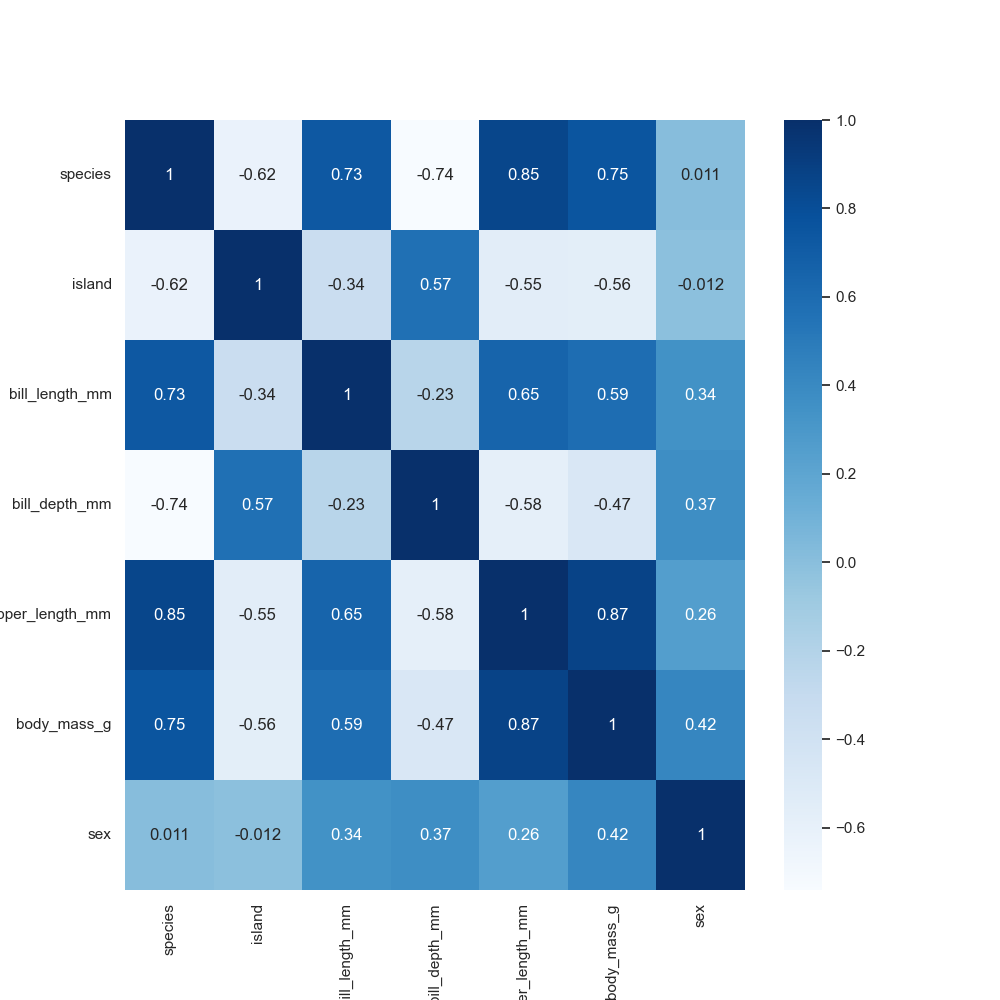 species 1 -0.62 0.73 -0.74 0.85 0.75 0.011
island -0.62 1 -0.34 0.57 -0.55 -0.56 -0.012
bill_length_mm 0.73 -0.34 1 -0.23 0.65 0.59 0.34
bill_depth_mm -0.74 0.57 -0.23 1 -0.58 -0.47 0.37
pper_length_mm 0.85 -0.55 0.65 -0.58 1 0.87 0.26
body_mass_g 0.75 -0.56 0.59 -0.47 0.87 1 0.42
sex 0.011 -0.012 0.34 0.37 0.26 0.42 1
species
island
ill_length_mm
bill_depth_mm
er_length_mm
body_mass_g
sex
1.0
0.8
0.6
0.4
0.2
0.0
−0.2
−0.4
−0.6